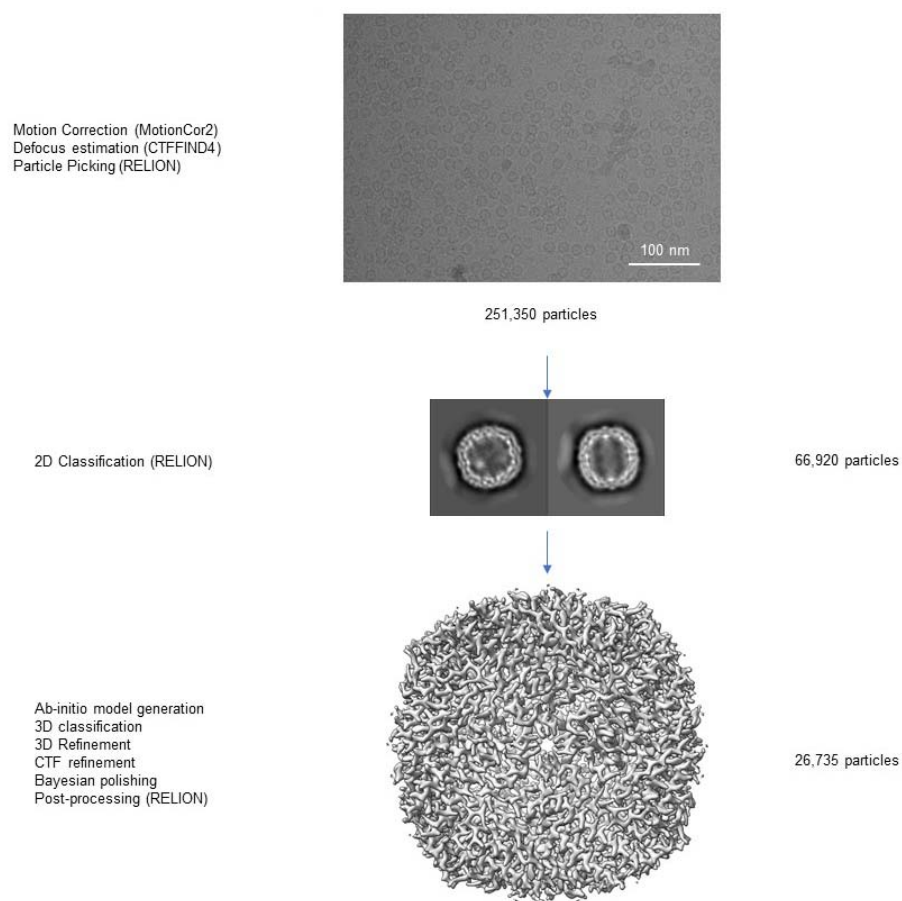 Motion Correction (MotionCor2)
Defocus estimation (CTFFIND4)
Particle Picking (RELION)
100 nm
251,350 particles
2D Classification (RELION)
66,920 particles
Ab-initio model generation
3D classification
3D Refinement
CTF refinement
Bayesian polishing
Post-processing (RELION)
26,735 particles